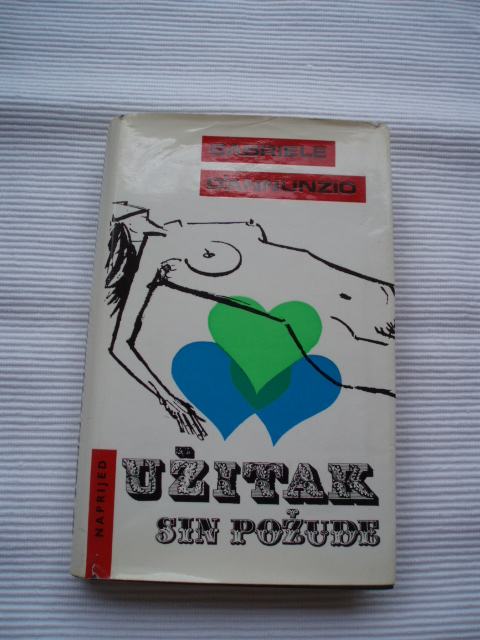 GABRIELE
D'ANNUNZIO
UŽITAK
SIN POŽUDE
NAPRIJED